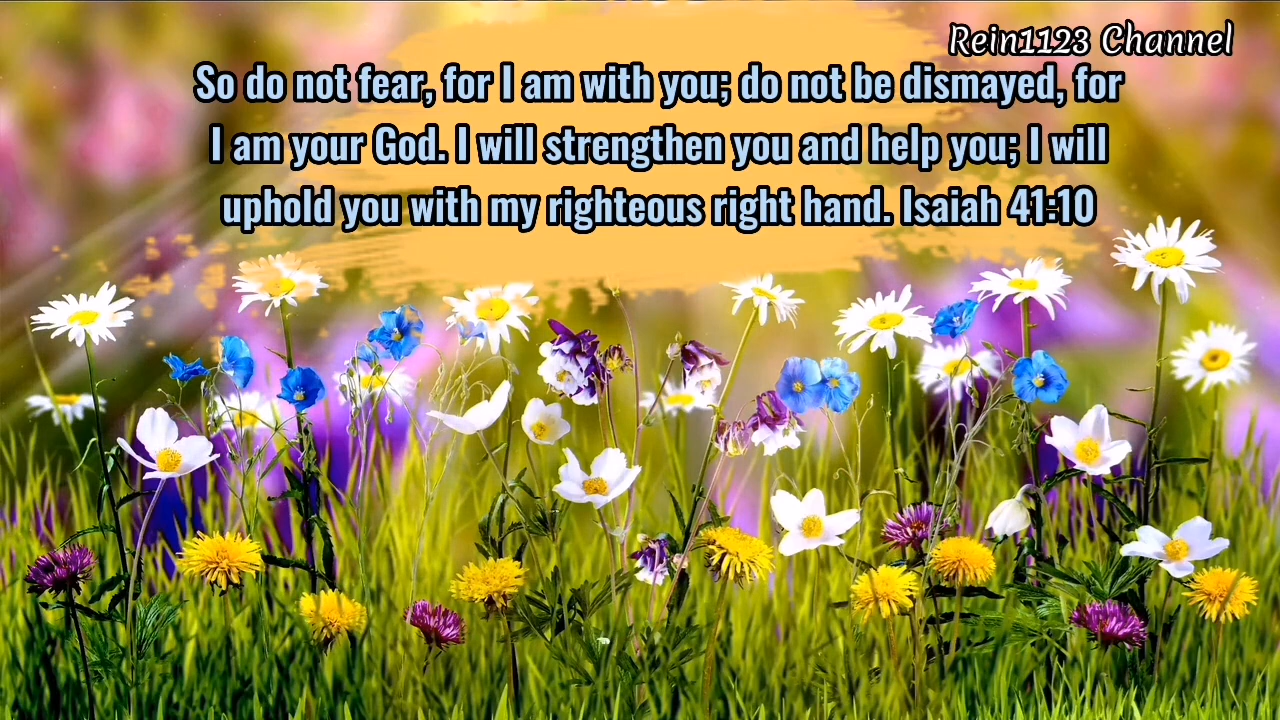 Rein1123 Channel
So do not fear, for I am with you; do not be dismayed, for
I am your God. I will strengthen you and help you; I will
uphold you with my righteous right hand. Isaiah 41:10